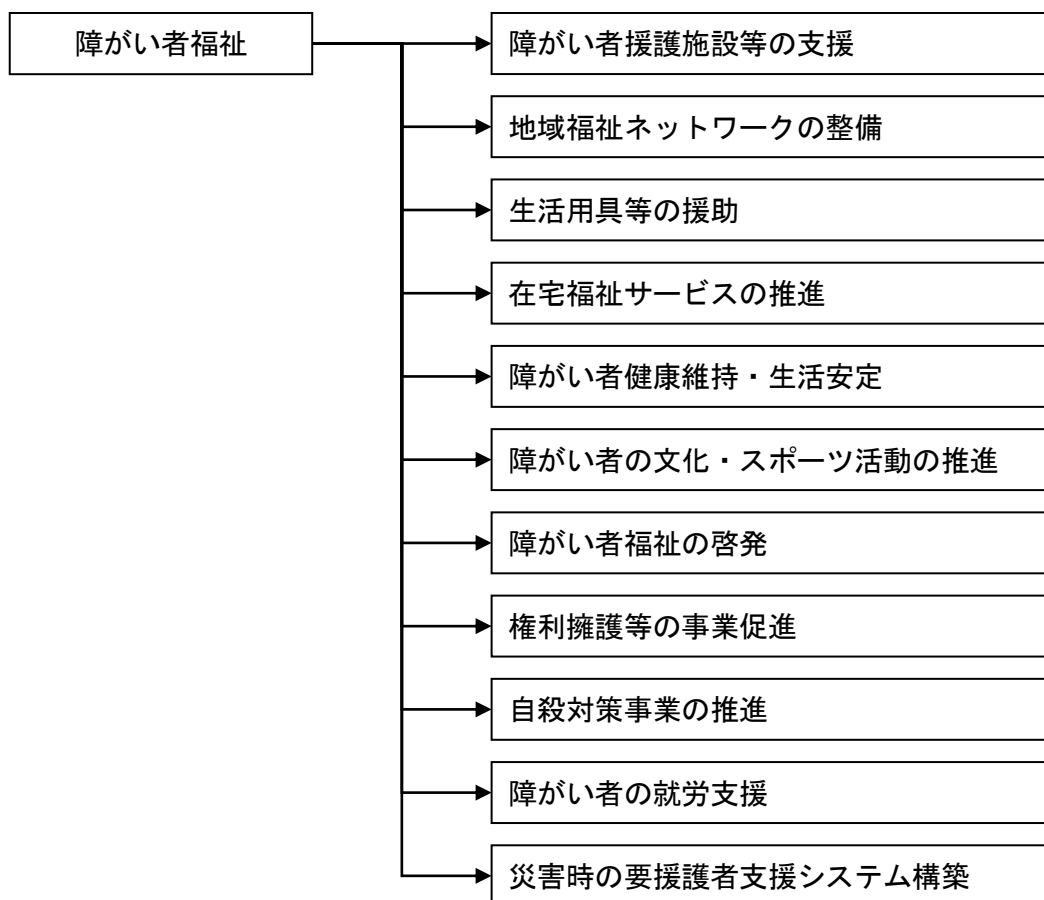 障がい者福祉
障がい者援護施設等の支援
地域福祉ネットワークの整備
生活用具等の援助
在宅福祉サービスの推進
障がい者健康維持・生活安定
障がい者の文化・スポーツ活動の推進
障がい者福祉の啓発
権利擁護等の事業促進
自殺対策事業の推進
障がい者の就労支援
災害時の要援護者支援システム構築